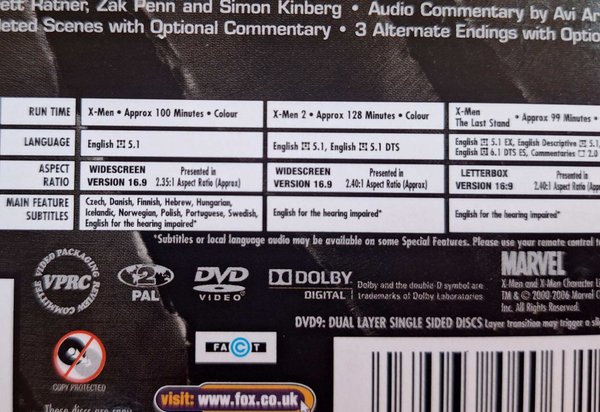 ett Ratner, Zak Penn and Simon Kinberg • Audio Commentary by Avi Ar
leted Scenes with Optional Commentary • 3 Alternate Endings with Optio
RUN TIME X-Men • Approx 100 Minutes • Colour X-Men 2 • Approx 128 Minutes • Colour X-Men The Last Stand • Approx 99 Minutes •
LANGUAGE English 5.1 English 5.1, English 5.1 DTS English 5.1 EX, English Descriptive 5.1,
English 6.1 DTS ES, Commentaries 2.0
ASPECT RATIO WIDESCREEN VERSION 16.9 Presented in 2.35:1 Aspect Ratio (Approx) WIDESCREEN VERSION 16.9 Presented in 2.40:1 Aspect Ratio (Approx) LETTERBOX VERSION 16:9 Presented in 2.40:1 Aspect Ratio (Appro
MAIN FEATURE SUBTITLES Czech, Danish, Finnish, Hebrew, Hungarian,
Icelandic, Norwegian, Polish, Portuguese, Swedish,
English for the hearing impaired* English for the hearing impaired* English for the hearing impaired*
*Subtitles or local language audio may be available on some Special Features. Please use your remote control to
VIDEO PACKAGING REVIEW COMMITTEE
VPRC
2
PAL
DVD
VIDEO
DOLBY
DIGITAL
Dolby and the double-D symbol are
trademarks of Dolby Laboratories
MARVEL
X-Men and X-Men Character Li
TM & © 2000-2006 Marvel C
Inc. All Rights Reserved.
DVD9: DUAL LAYER SINGLE SIDED DISCS Layer transition may trigger a sli
COPY PROTECTED
FACT
visit: www.fox.co.uk
These discs are copy